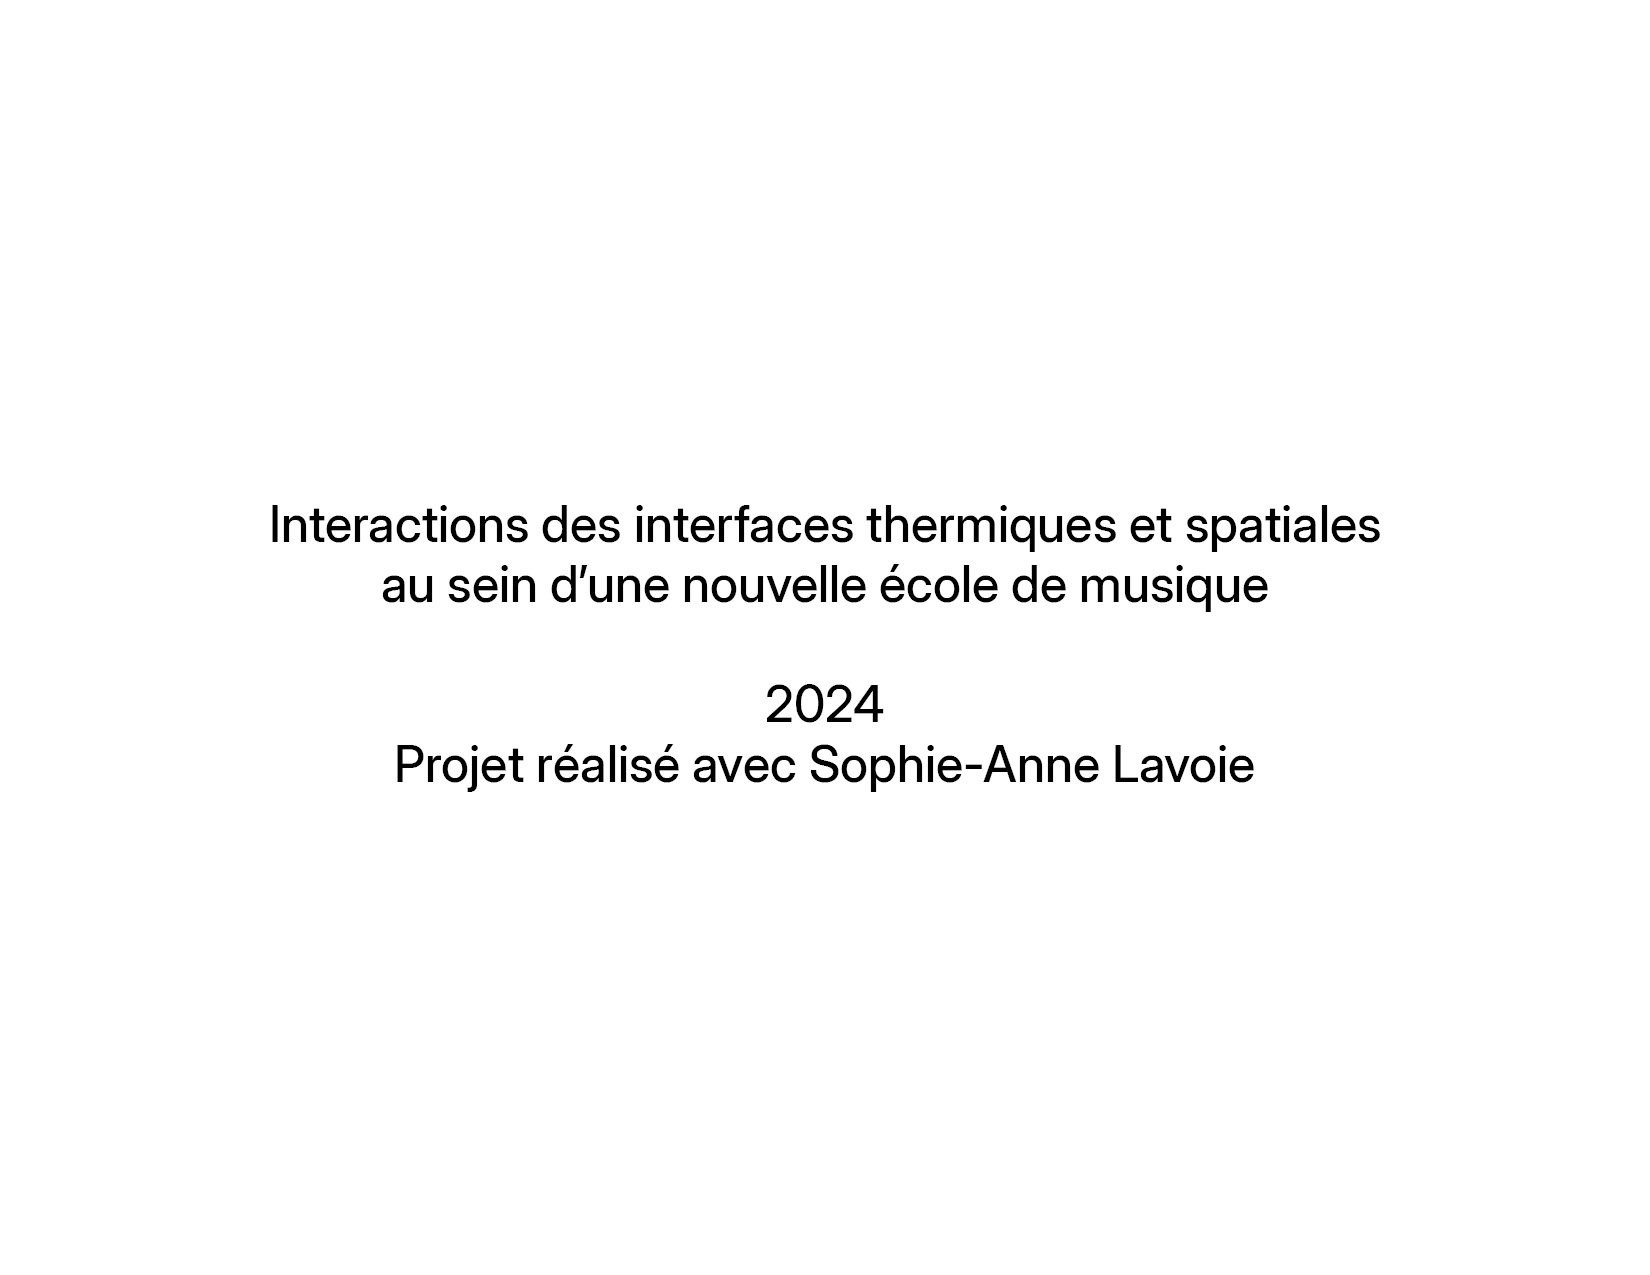 Interactions des interfaces thermiques et spatiales
au sein d’une nouvelle école de musique
2024
Projet réalisé avec Sophie-Anne Lavoie